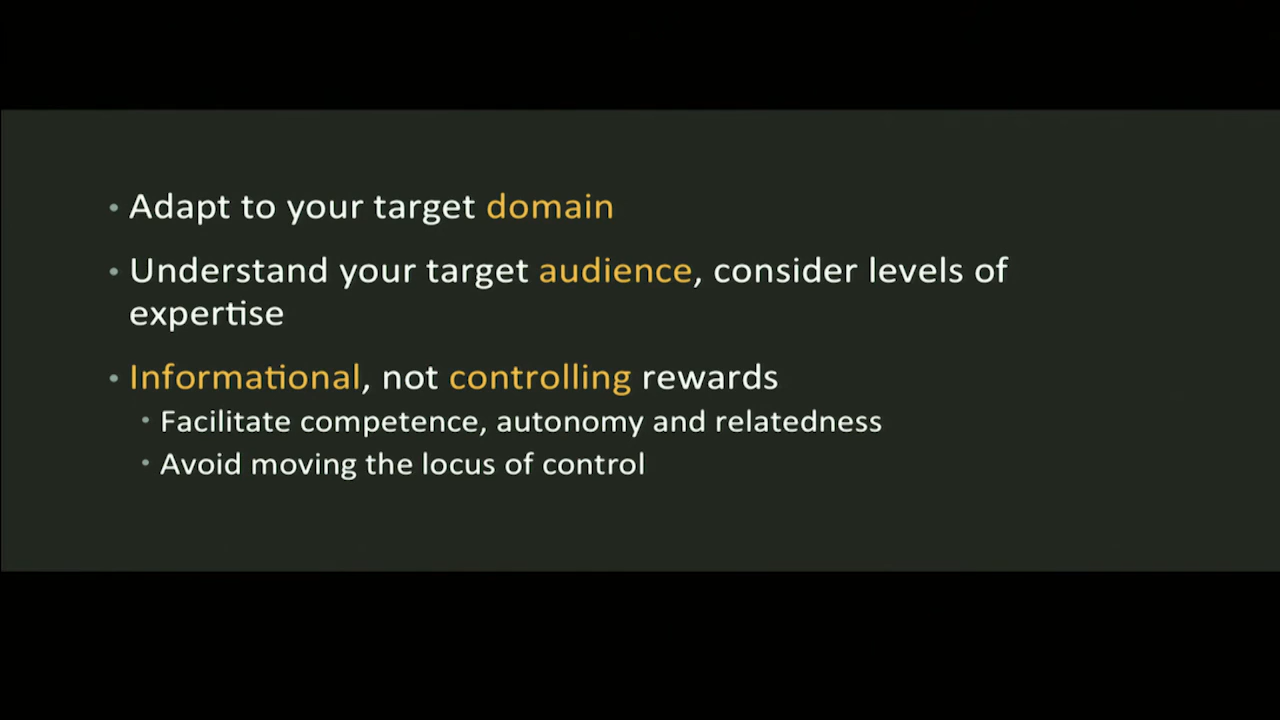 • Adapt to your target domain
• Understand your target audience, consider levels of
expertise
• Informational, not controlling rewards
• Facilitate competence, autonomy and relatedness
• Avoid moving the locus of control